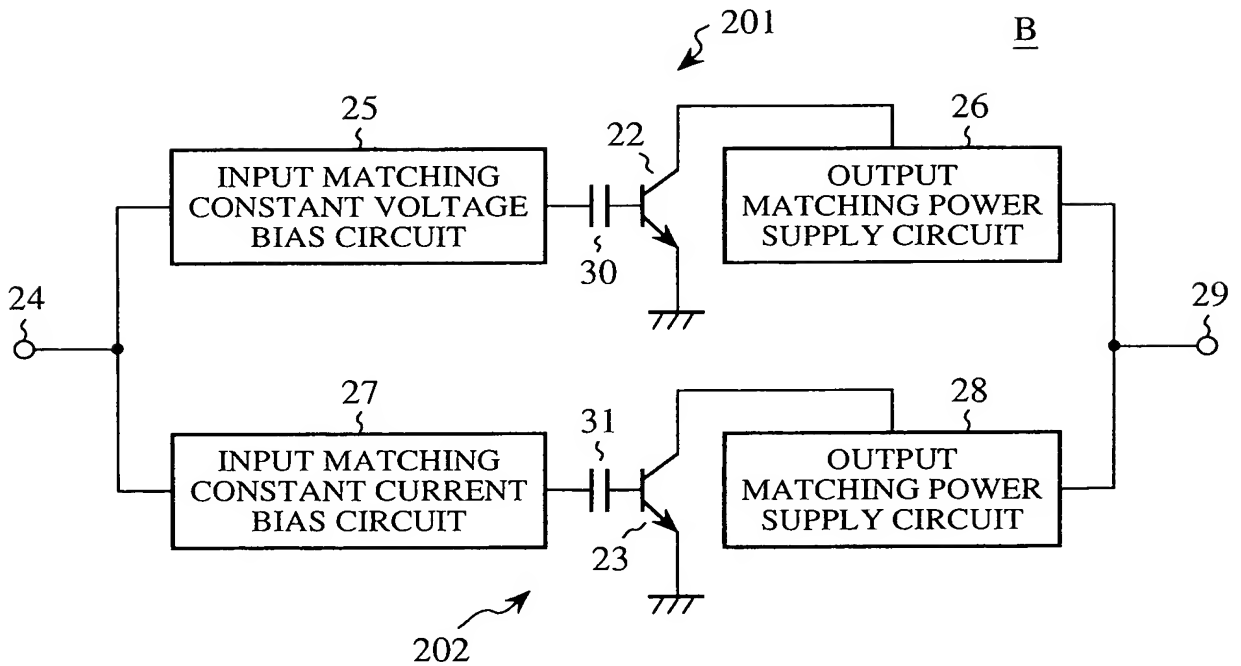 201
B
25
INPUT MATCHING
CONSTANT VOLTAGE
BIAS CIRCUIT
22
30
26
OUTPUT
MATCHING POWER
SUPPLY CIRCUIT
24
29
27
INPUT MATCHING
CONSTANT CURRENT
BIAS CIRCUIT
31
23
28
OUTPUT
MATCHING POWER
SUPPLY CIRCUIT
202